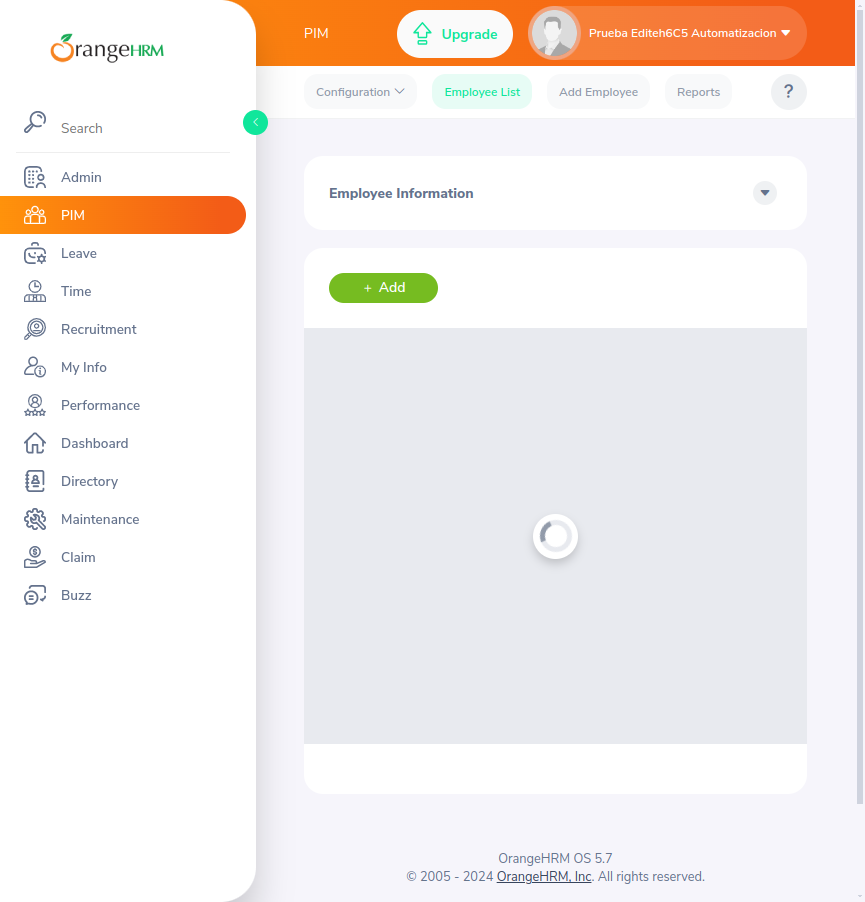 OrangeHRM
PIM
Upgrade
Prueba Editeh6C5 Automatizacion
Configuration
Employee List
Add Employee
Reports
?
Search
Admin
PIM
Leave
Time
Recruitment
My Info
Performance
Dashboard
Directory
Maintenance
Claim
Buzz
Employee Information
+ Add
OrangeHRM OS 5.7
© 2005 - 2024 OrangeHRM, Inc. All rights reserved.